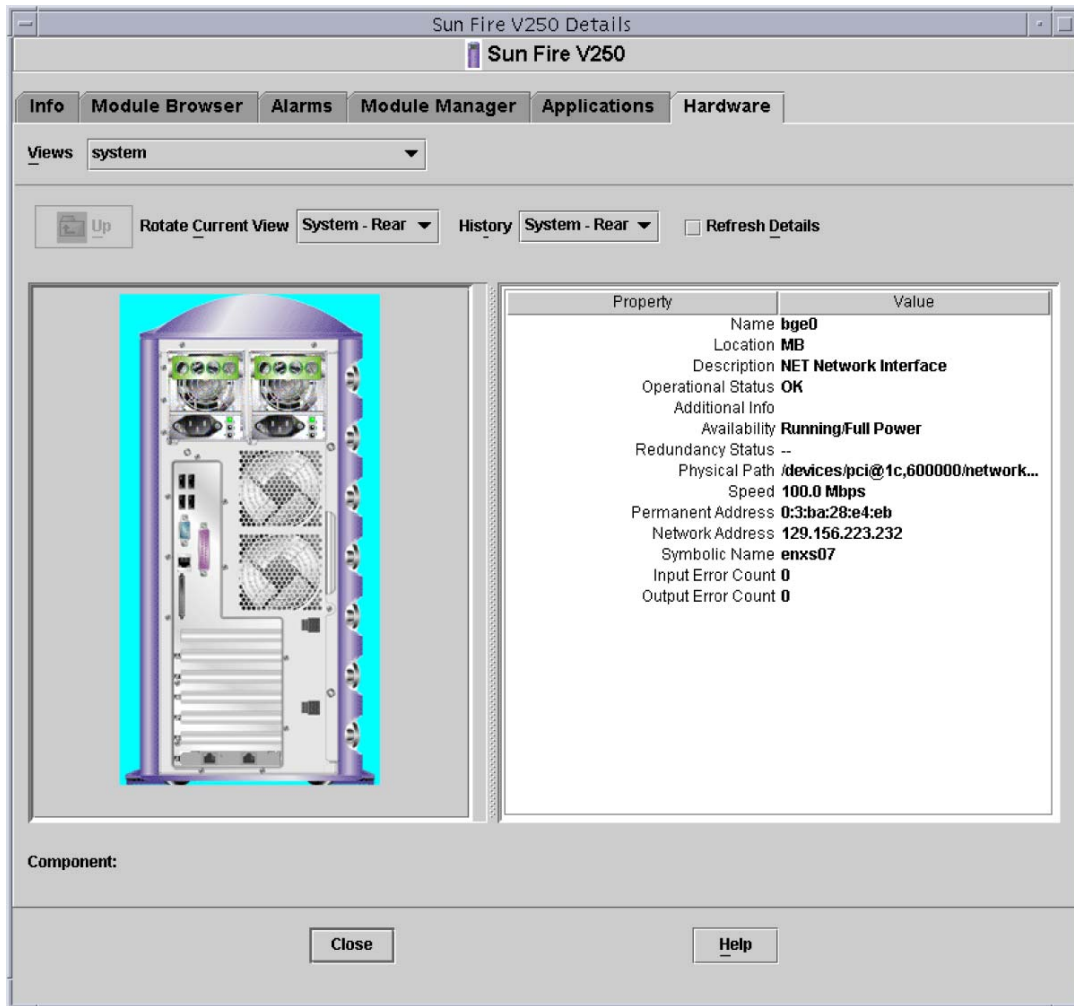 Sun Fire V250 Details
Sun Fire V250
Info Module Browser Alarms Module Manager Applications Hardware
Views system
Up Rotate Current View System - Rear History System - Rear Refresh Details
Property Value
Name bge0
Location MB
Description NET Network Interface
Operational Status OK
Additional Info
Availability Running/Full Power
Redundancy Status --
Physical Path /devices/pci@1c,600000/network...
Speed 100.0 Mbps
Permanent Address 0:3:ba:28:e4:eb
Network Address 129.156.223.232
Symbolic Name enxs07
Input Error Count 0
Output Error Count 0
Component:
Close Help